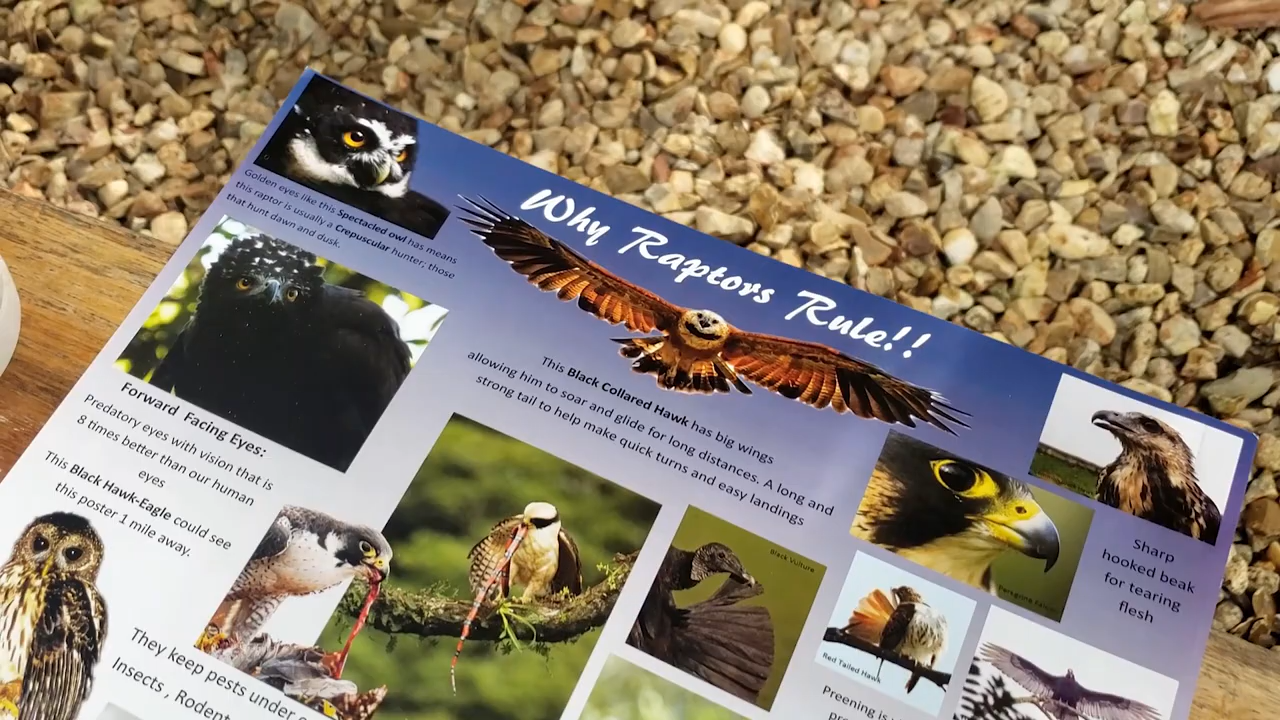 Why Raptors Rule!!
Golden eyes like this Spectacled owl has means
this raptor is usually a Crepuscular hunter; those
that hunt dawn and dusk.
This Black Collared Hawk has big wings
allowing him to soar and glide for long distances. A long and
strong tail to help make quick turns and easy landings
Forward Facing Eyes:
Predatory eyes with vision that is
8 times better than our human
eyes
This Black Hawk-Eagle could see
this poster 1 mile away.
Black Vulture
Peregrine Falcon
Sharp
hooked beak
for tearing
flesh
Red Tailed Hawk
They keep pests under
Insects , Rodent
Preening is